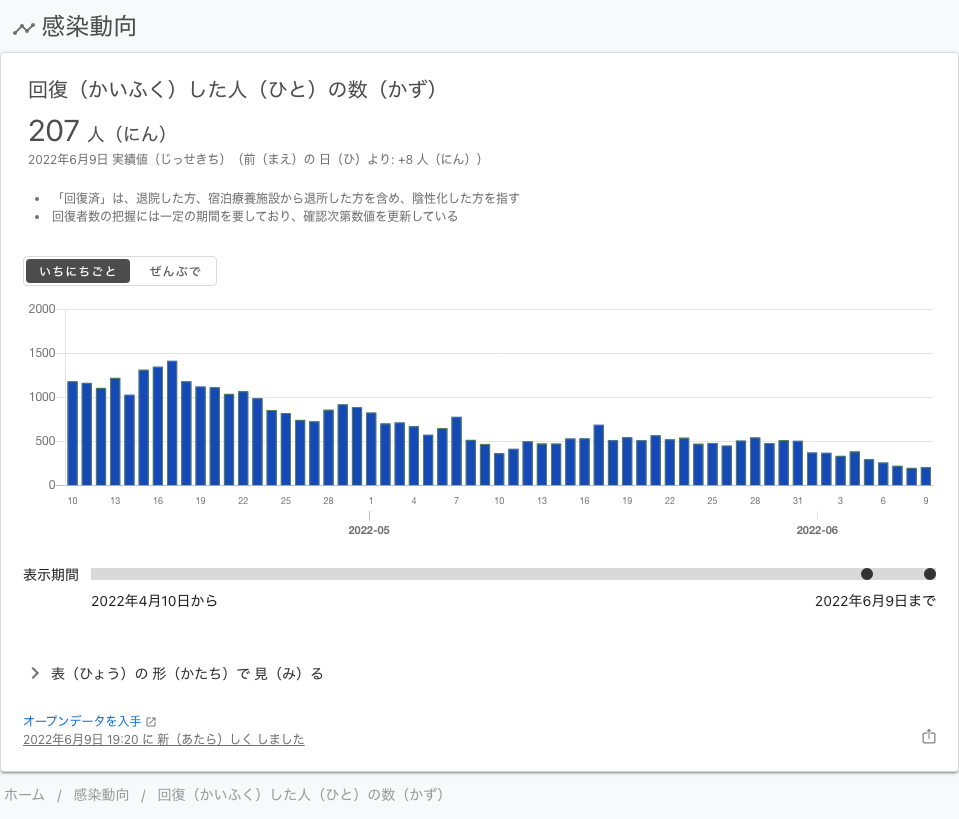 感染動向
回復（かいふく）した人（ひと）の数（かず）
207 人（にん）
2022年6月9日 実績値（じっせきち）（前（まえ）の 日（ひ）より: +8 人（にん））
「回復済」は、退院した方、宿泊療養施設から退所した方を含め、陰性化した方を指す
回復者数の把握には一定の期間を要しており、確認次第数値を更新している
いちにちごと ぜんぶで
2000
1500
1000
500
0
10 13 16 19 22 25 28 1 4 7 10 13 16 19 22 25 28 31 3 6 9
2022-05 2022-06
表示期間
2022年4月10日から 2022年6月9日まで
表（ひょう）の 形（かたち）で 見（み）る
オープンデータを入手
2022年6月9日 19:20 に 新（あたら）しく しました
ホーム / 感染動向 / 回復（かいふく）した人（ひと）の数（かず）